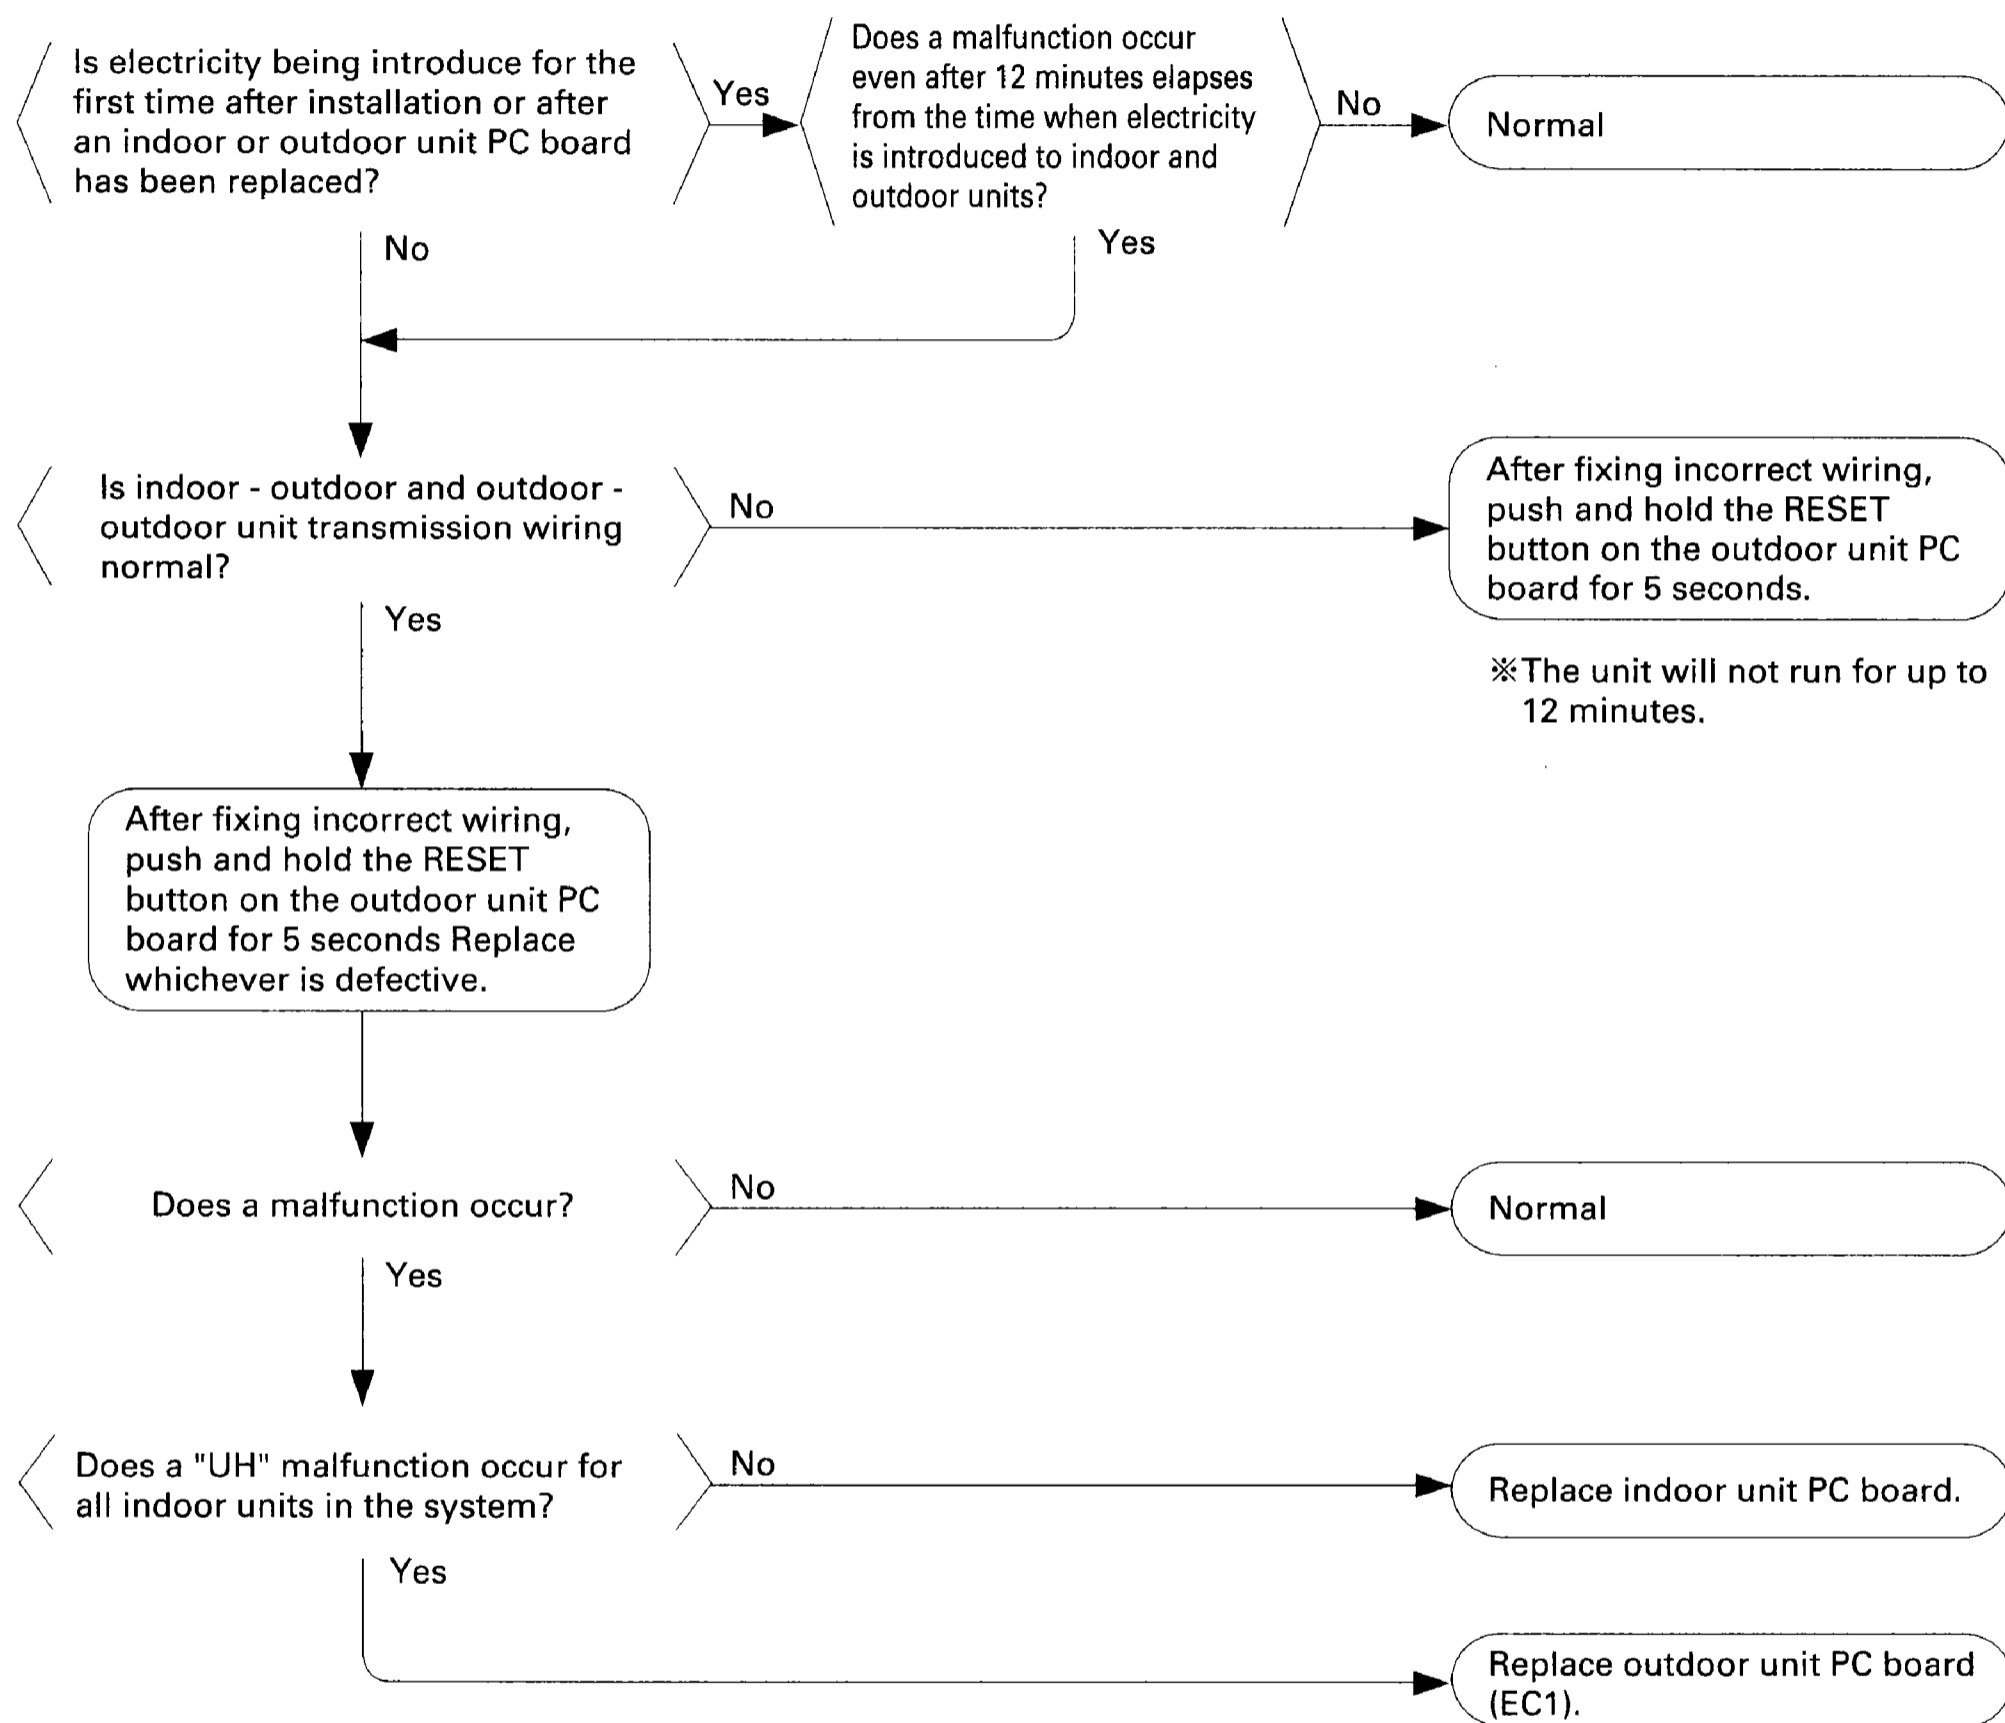 Is electricity being introduce for the
first time after installation or after
an indoor or outdoor unit PC board
has been replaced?
Yes
Does a malfunction occur
even after 12 minutes elapses
from the time when electricity
is introduced to indoor and
outdoor units?
No
Normal
No
Yes
Is indoor - outdoor and outdoor -
outdoor unit transmission wiring
normal?
No
After fixing incorrect wiring,
push and hold the RESET
button on the outdoor unit PC
board for 5 seconds.
※The unit will not run for up to
12 minutes.
Yes
After fixing incorrect wiring,
push and hold the RESET
button on the outdoor unit PC
board for 5 seconds Replace
whichever is defective.
Does a malfunction occur?
No
Normal
Yes
Does a "UH" malfunction occur for
all indoor units in the system?
No
Replace indoor unit PC board.
Yes
Replace outdoor unit PC board
(EC1).